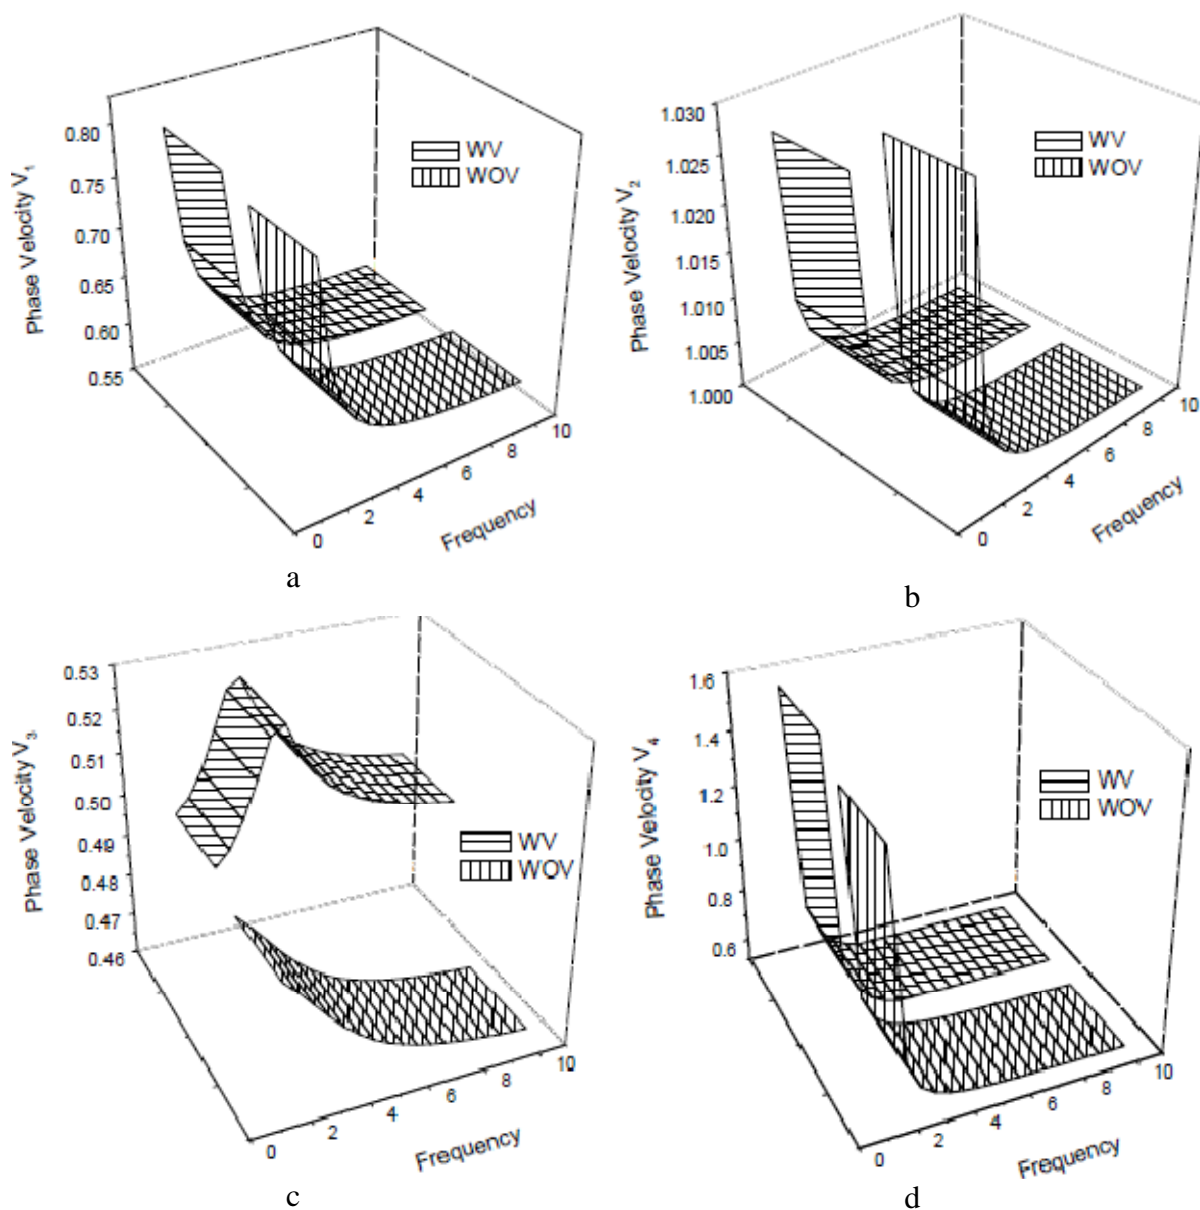 Phase Velocity V1
0.80
0.75
0.70
0.65
0.60
0.55
WV
WOV
0
2
4
6
8
10
Frequency
a
Phase Velocity V2
1.030
1.025
1.020
1.015
1.010
1.005
1.000
WV
WOV
0
2
4
6
8
10
Frequency
b
Phase Velocity V3.
0.53
0.52
0.51
0.50
0.49
0.48
0.47
0.46
WV
WOV
0
2
4
6
8
10
Frequency
c
Phase Velocity V4
1.6
1.4
1.2
1.0
0.8
0.6
WV
WOV
0
2
4
6
8
10
Frequency
d